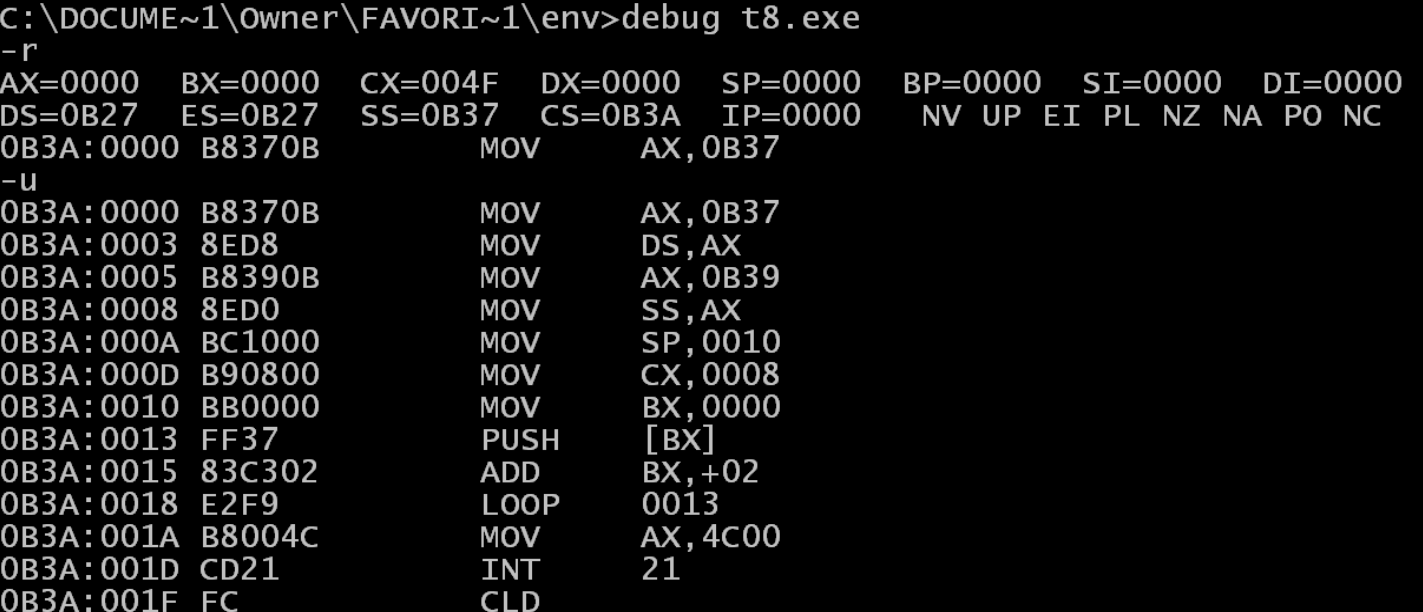 C:\DOCUME~1\Owner\FAVORI~1\env>debug t8.exe
-r
AX=0000  BX=0000  CX=004F  DX=0000  SP=0000  BP=0000  SI=0000  DI=0000
DS=0B27  ES=0B27  SS=0B37  CS=0B3A  IP=0000   NV UP EI PL NZ NA PO NC
0B3A:0000 B8370B        MOV     AX,0B37
-u
0B3A:0000 B8370B        MOV     AX,0B37
0B3A:0003 8ED8          MOV     DS,AX
0B3A:0005 B8390B        MOV     AX,0B39
0B3A:0008 8ED0          MOV     SS,AX
0B3A:000A BC1000        MOV     SP,0010
0B3A:000D B90800        MOV     CX,0008
0B3A:0010 BB0000        MOV     BX,0000
0B3A:0013 FF37          PUSH    [BX]
0B3A:0015 83C302        ADD     BX,+02
0B3A:0018 E2F9          LOOP    0013
0B3A:001A B8004C        MOV     AX,4C00
0B3A:001D CD21          INT     21
0B3A:001F FC            CLD